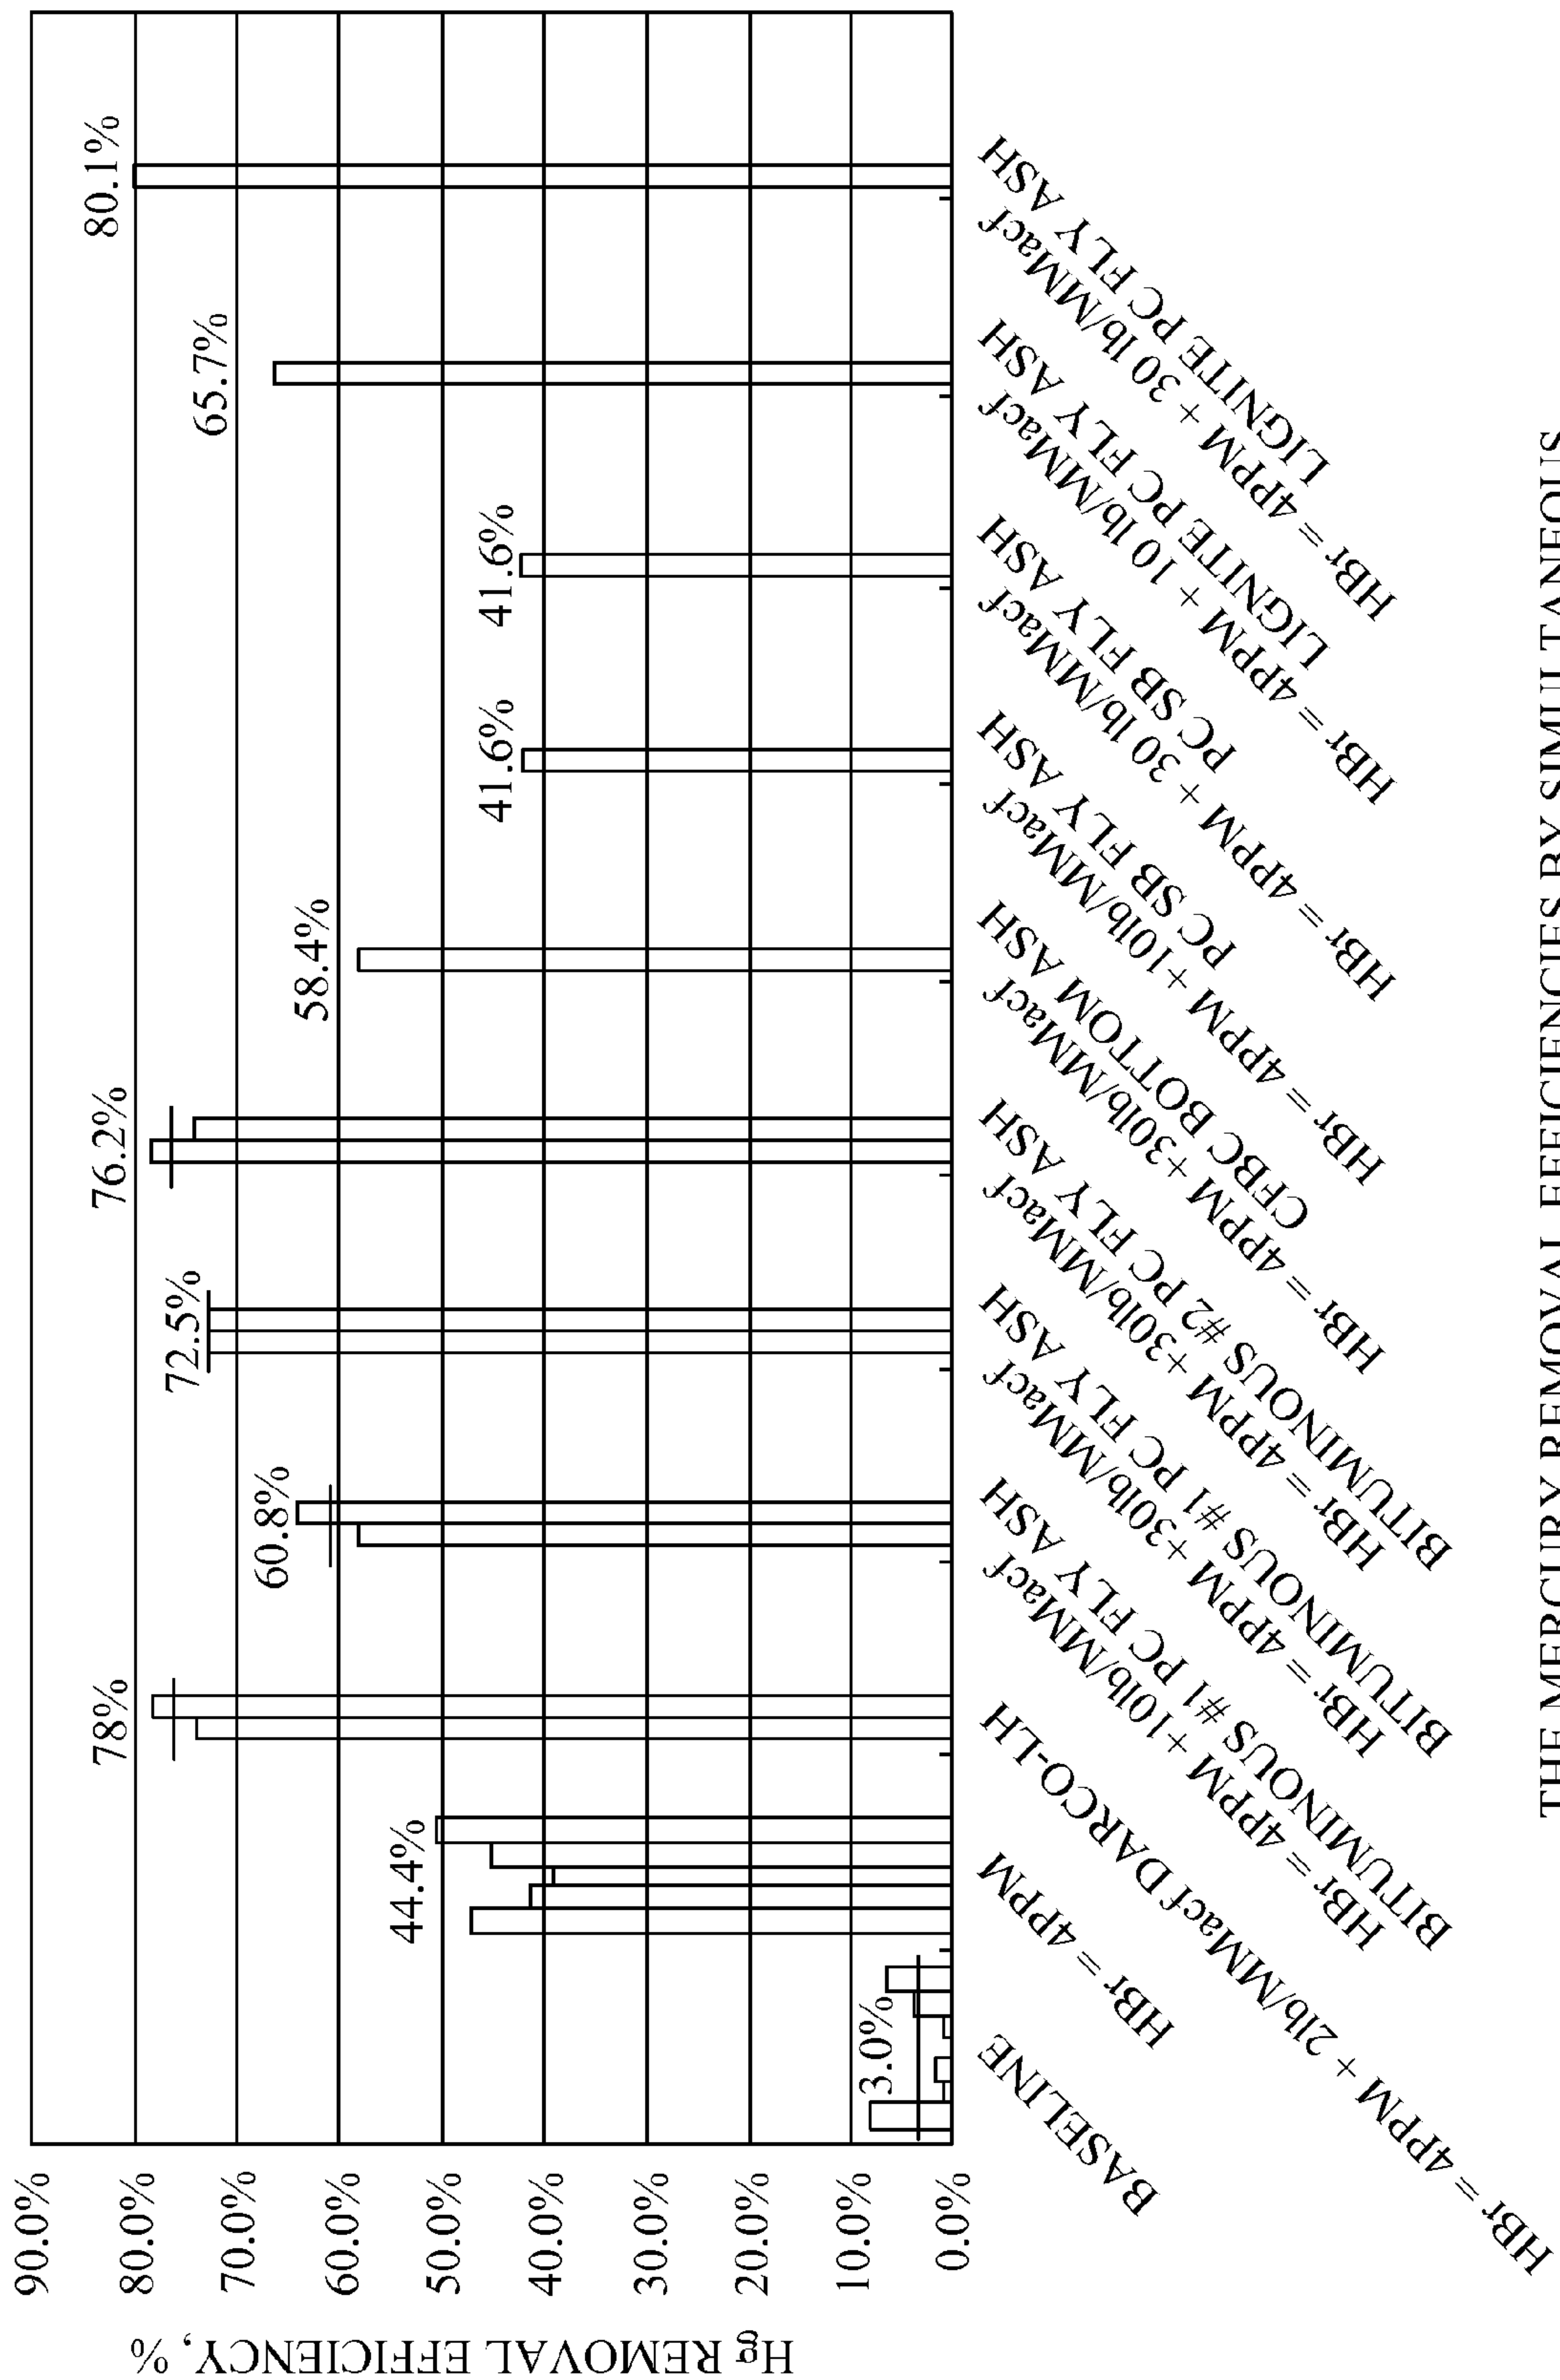 Hg REMOVAL EFFICIENCY, %
90.0%
80.0%
70.0%
60.0%
50.0%
40.0%
30.0%
20.0%
10.0%
0.0%
3.0%
44.4%
78%
60.8%
72.5%
76.2%
58.4%
41.6%
41.6%
65.7%
80.1%
BASELINE
HBr = 4PPM
HBr = 4PPM + 2lb/MMacf DARCO-LH
HBr = 4PPM +10lb/MMacf
BITUMINOUS #1 PC FLY ASH
HBr = 4PPM +30lb/MMacf
BITUMINOUS #1 PC FLY ASH
HBr = 4PPM +30lb/MMacf
BITUMINOUS #2 PC FLY ASH
HBr = 4PPM +30lb/MMacf
CFBC BOTTOM ASH
HBr = 4PPM +10lb/MMacf
PC SB FLY ASH
HBr = 4PPM + 30 lb/MMacf
PC SB FLY ASH
HBr = 4PPM + 10 lb/MMacf
LIGNITE PC FLY ASH
HBr = 4PPM + 30 lb/MMacf
LIGNITE PC FLY ASH
THE MERCURY REMOVAL EFFICIENCIES BY SIMULTANEOUS